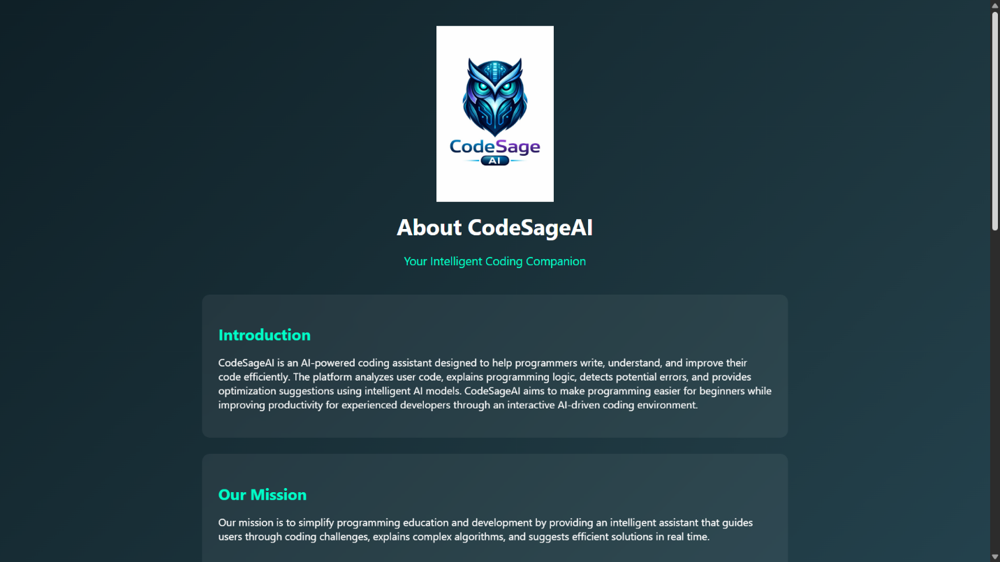 CodeSage
AI
About CodeSageAI
Your Intelligent Coding Companion
Introduction
CodeSageAI is an AI-powered coding assistant designed to help programmers write, understand, and improve their
code efficiently. The platform analyzes user code, explains programming logic, detects potential errors, and provides
optimization suggestions using intelligent AI models. CodeSageAI aims to make programming easier for beginners while
improving productivity for experienced developers through an interactive AI-driven coding environment.
Our Mission
Our mission is to simplify programming education and development by providing an intelligent assistant that guides
users through coding challenges, explains complex algorithms, and suggests efficient solutions in real time.